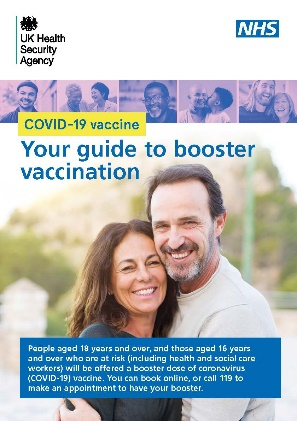 UK Health
Security
Agency
NHS
COVID-19 vaccine
Your guide to booster
vaccination
People aged 18 years and over, and those aged 16 years
and over who are at risk (including health and social care
workers) will be offered a booster dose of coronavirus
(COVID-19) vaccine. You can book online, or call 119 to
make an appointment to have your booster.